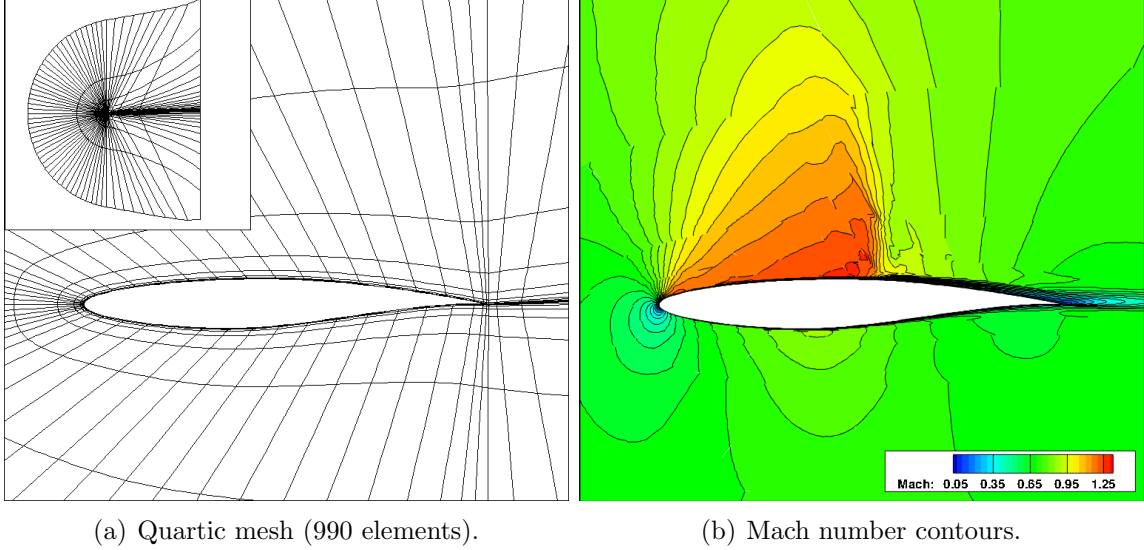 Mach: 0.05 0.35 0.65 0.95 1.25
(a) Quartic mesh (990 elements).
(b) Mach number contours.